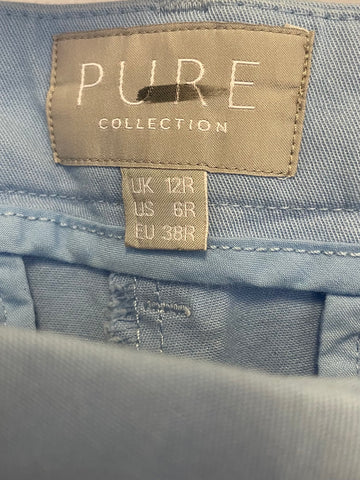 PURE
COLLECTION
UK 12R
US 6R
EU 38R